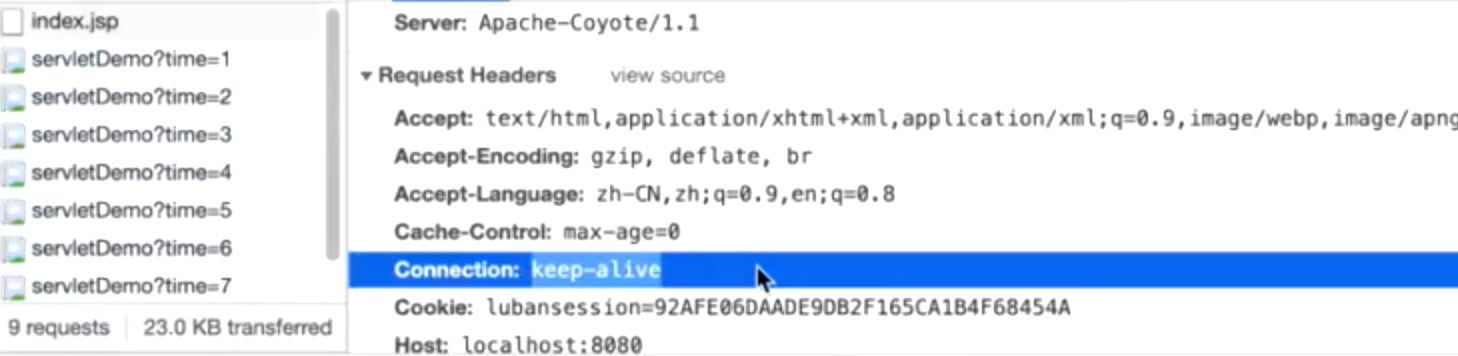 index.jsp
servletDemo?time=1
servletDemo?time=2
servletDemo?time=3
servletDemo?time=4
servletDemo?time=5
servletDemo?time=6
servletDemo?time=7
9 requests 23.0 KB transferred
Server: Apache-Coyote/1.1
Request Headers view source
Accept: text/html,application/xhtml+xml,application/xml;q=0.9,image/webp,image/apng
Accept-Encoding: gzip, deflate, br
Accept-Language: zh-CN,zh;q=0.9,en;q=0.8
Cache-Control: max-age=0
Connection: keep-alive
Cookie: lubansession=92AFE06DAADE9DB2F165CA1B4F68454A
Host: localhost:8080